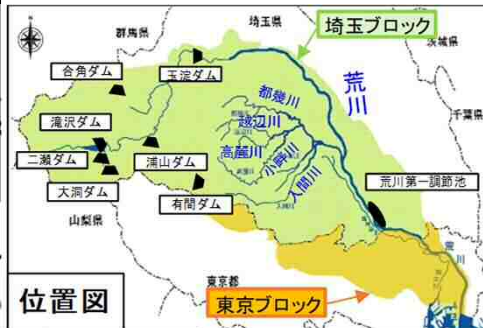 埼玉県
群馬県
埼玉ブロック
茨城県
合角ダム
玉淀ダム
荒川
都幾川
千葉県
滝沢ダム
越辺川
高麗川
小畔川
二瀬ダム
浦山ダム
入間川
荒川第一調節池
大洞ダム
有間ダム
山梨県
荒川
東京都
位置図
東京ブロック